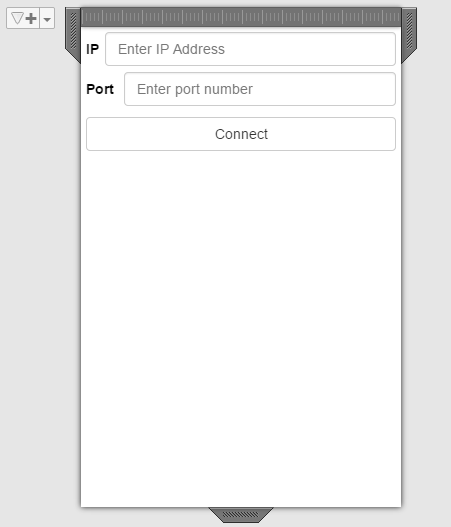 IP Enter IP Address
Port Enter port number
Connect